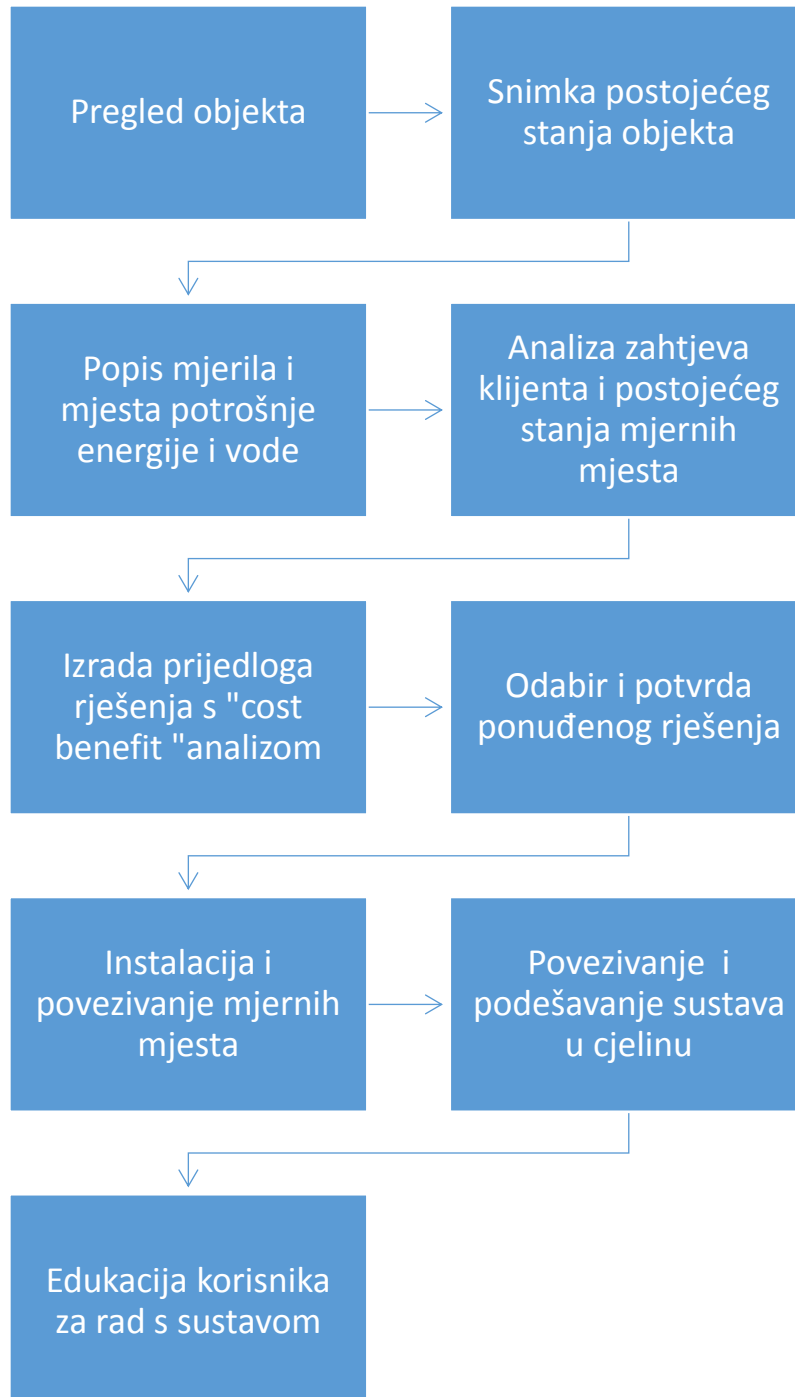 Pregled objekta
Snimka postojećeg
stanja objekta
Popis mjerila i
mjesta potrošnje
energije i vode
Analiza zahtjeva
klijenta i postojećeg
stanja mjernih
mjesta
Izrada prijedloga
rješenja s "cost
benefit "analizom
Odabir i potvrda
ponuđenog rješenja
Instalacija i
povezivanje mjernih
mjesta
Povezivanje i
podešavanje sustava
u cjelinu
Edukacija korisnika
za rad s sustavom